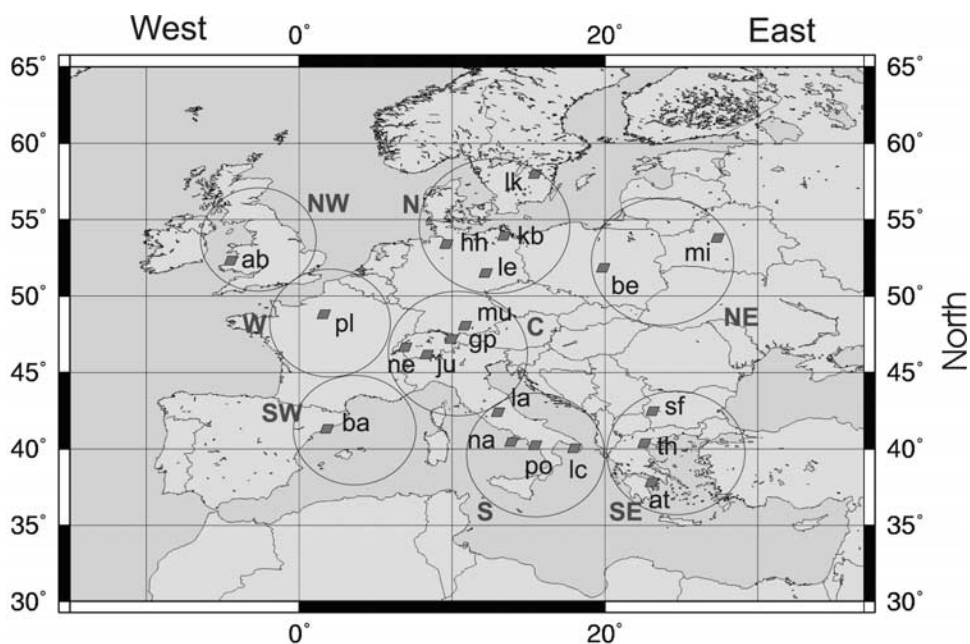 West 0° 20° East
65° 65°
60° 60°
lk
55° NW N 55°
ab hh kb mi
le be
50° 50°
W pl mu C NE
gp
ne ju
45° 45°
la
SW ba sf
na th
40° 40°
po lc
at
S SE
35° 35°
30° 30°
0° 20°
North